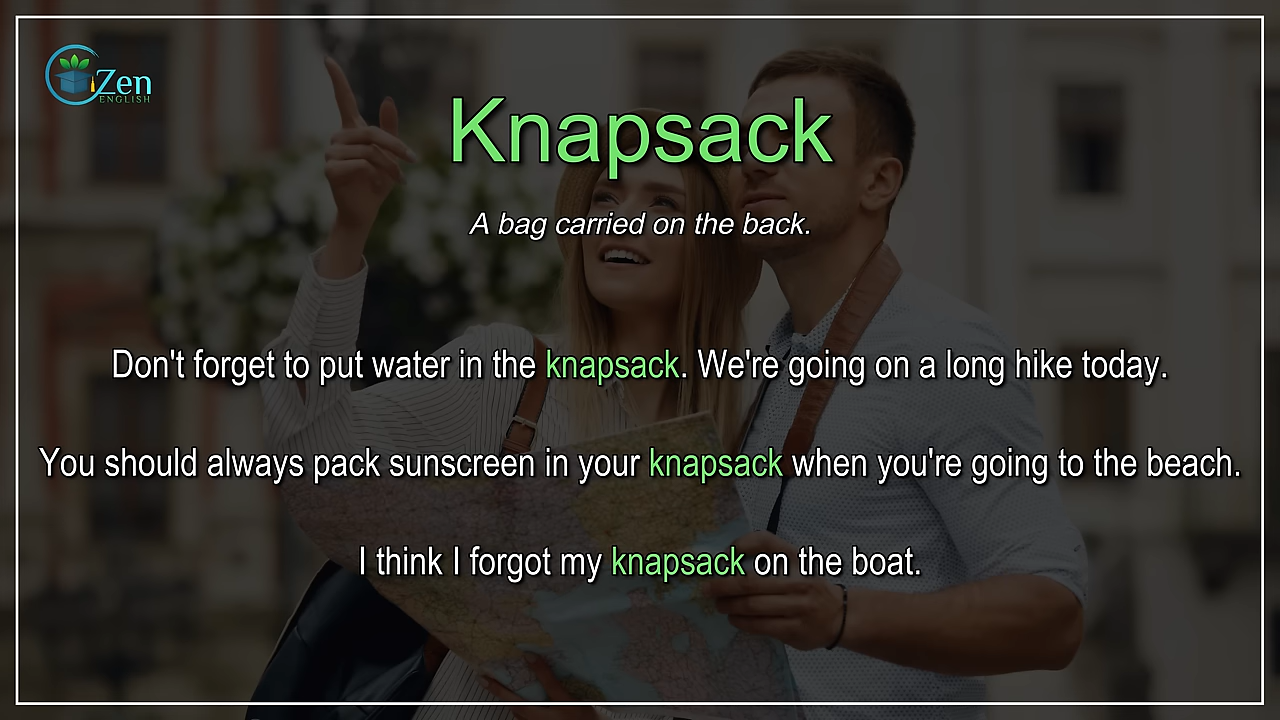 Zen
ENGLISH
Knapsack
A bag carried on the back.
Don't forget to put water in the knapsack. We're going on a long hike today.
You should always pack sunscreen in your knapsack when you're going to the beach.
I think I forgot my knapsack on the boat.